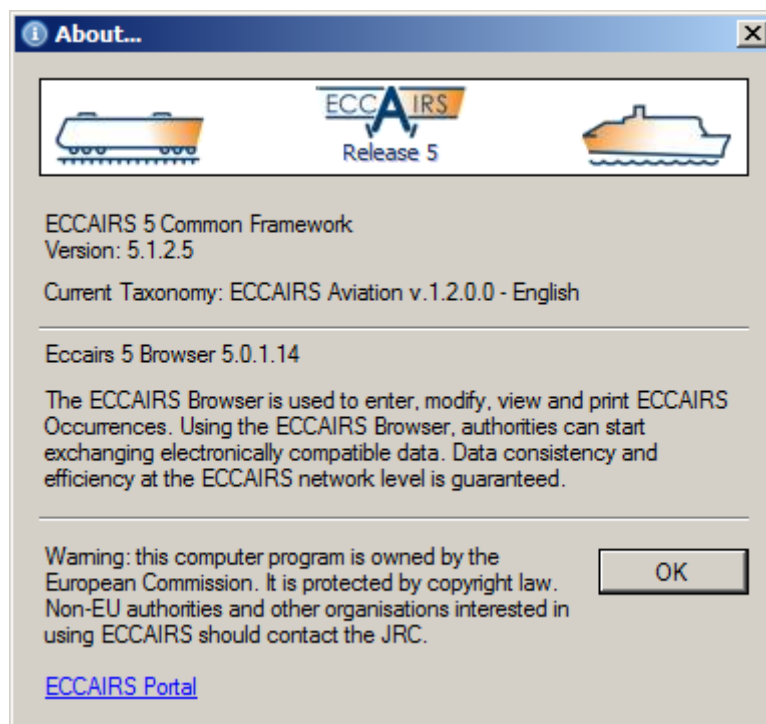 About...
ECCAIRS
Release 5
ECCAIRS 5 Common Framework
Version: 5.1.2.5
Current Taxonomy: ECCAIRS Aviation v.1.2.0.0 - English
Eccairs 5 Browser 5.0.1.14
The ECCAIRS Browser is used to enter, modify, view and print ECCAIRS
Occurrences. Using the ECCAIRS Browser, authorities can start
exchanging electronically compatible data. Data consistency and
efficiency at the ECCAIRS network level is guaranteed.
Warning: this computer program is owned by the
European Commission. It is protected by copyright law.
Non-EU authorities and other organisations interested in
using ECCAIRS should contact the JRC.
OK
ECCAIRS Portal